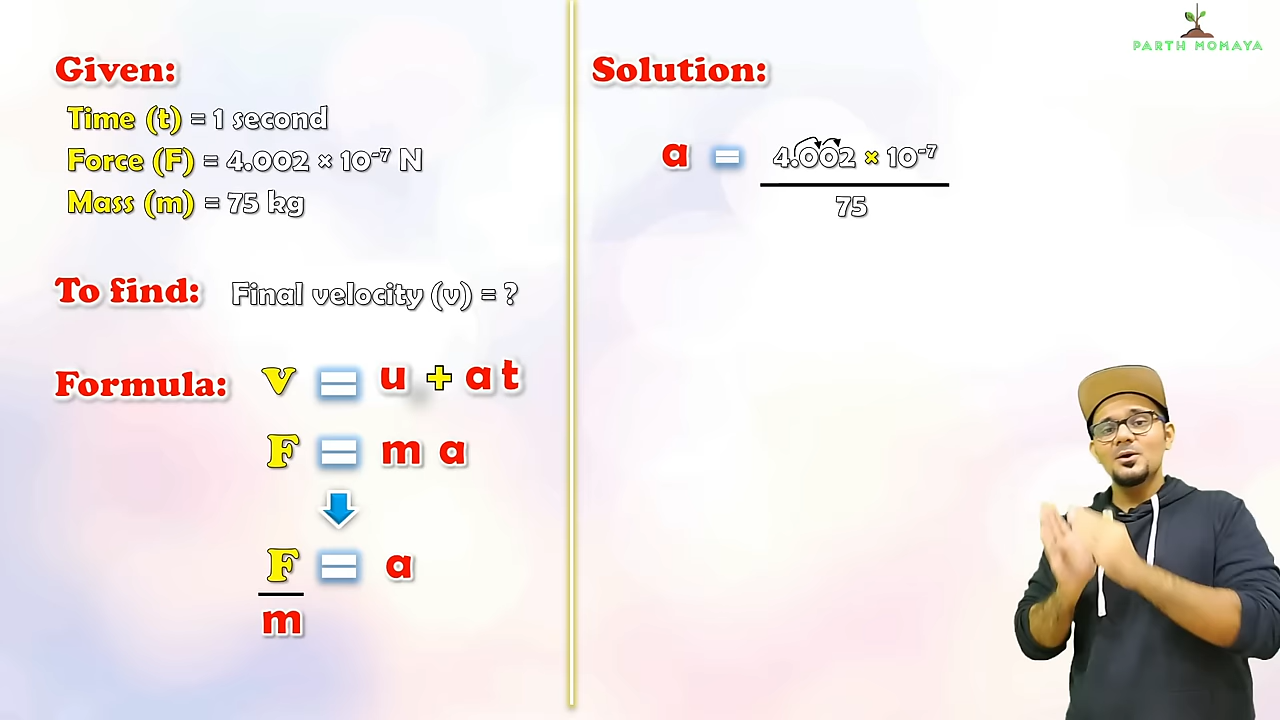 PARTH MOMAYA
Given:
Time (t) = 1 second
Force (F) = 4.002 × 10⁻⁷ N
Mass (m) = 75 kg
To find: Final velocity (v) = ?
Formula: v = u + a t
F = m a
F = a
m
Solution:
a = 4.002 × 10⁻⁷
75